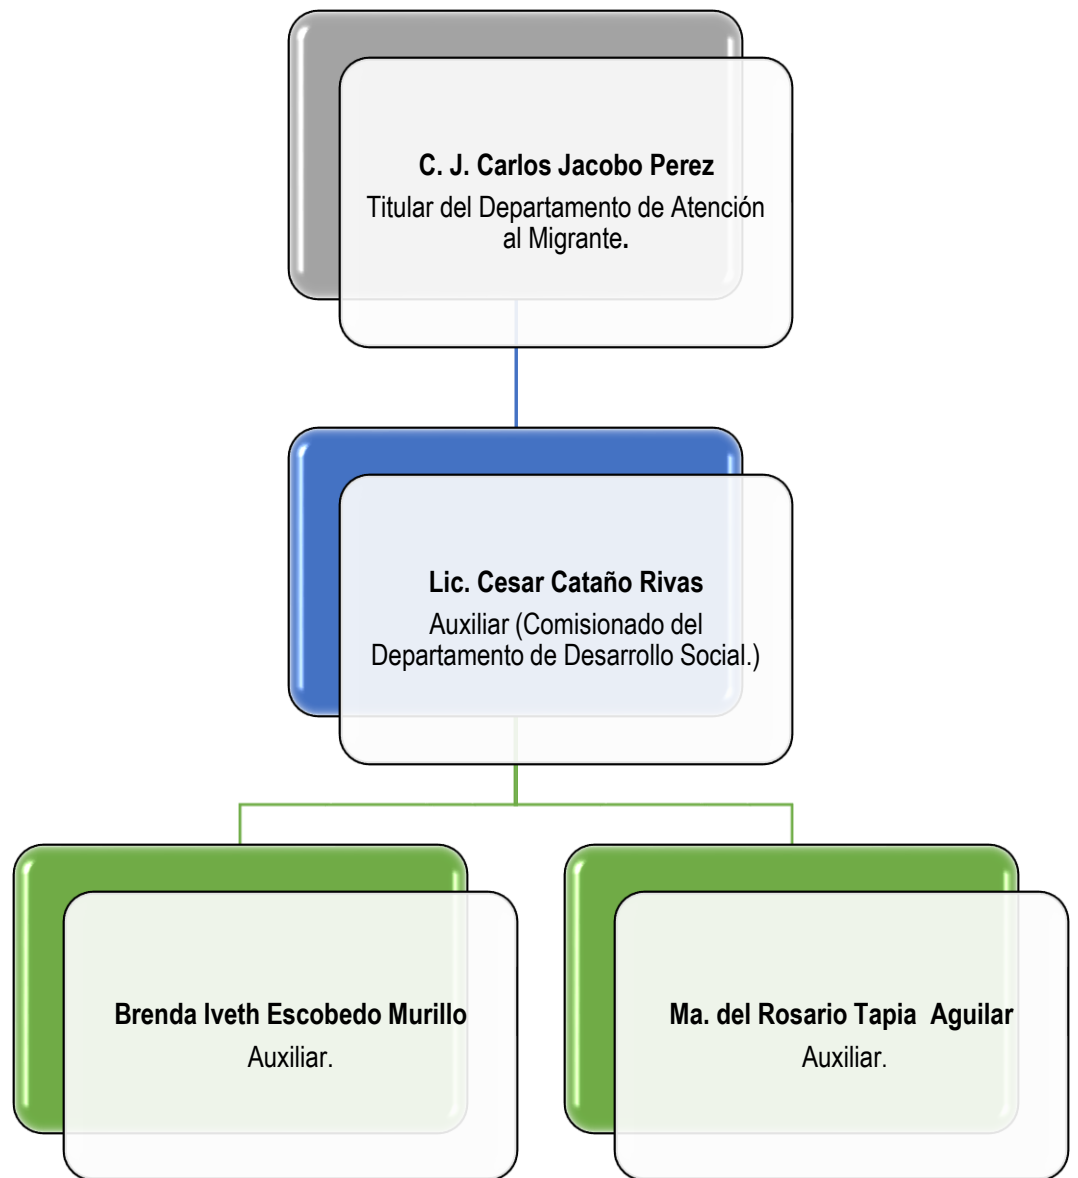 C. J. Carlos Jacobo Perez
Titular del Departamento de Atención
al Migrante.
Lic. Cesar Cataño Rivas
Auxiliar (Comisionado del
Departamento de Desarrollo Social.)
Brenda Iveth Escobedo Murillo
Auxiliar.
Ma. del Rosario Tapia  Aguilar
Auxiliar.